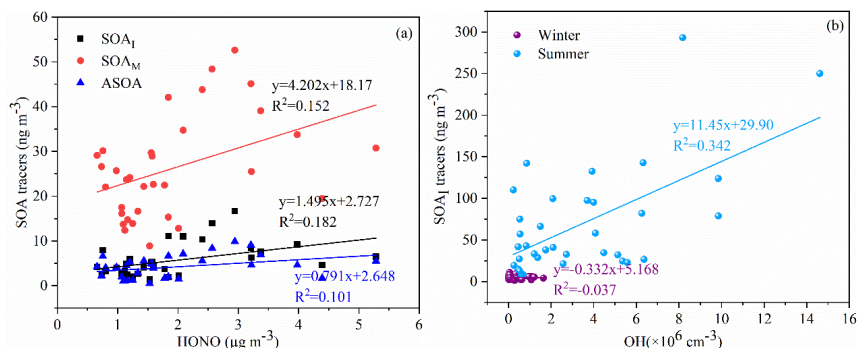 60
50
40
30
20
10
0
SOA tracers (ng m⁻³)
SOA_I
SOA_M
ASOA
(a)
y=4.202x+18.17
R²=0.152
y=1.495x+2.727
R²=0.182
y=0.791x+2.648
R²=0.101
0 1 2 3 4 5 6
HONO (μg m⁻³)
300
250
200
150
100
50
0
SOA_I tracers (ng m⁻³)
Winter
Summer
(b)
y=11.45x+29.90
R²=0.342
y=-0.332x+5.168
R²=-0.037
0 2 4 6 8 10 12 14 16
OH(×10⁶ cm⁻³)